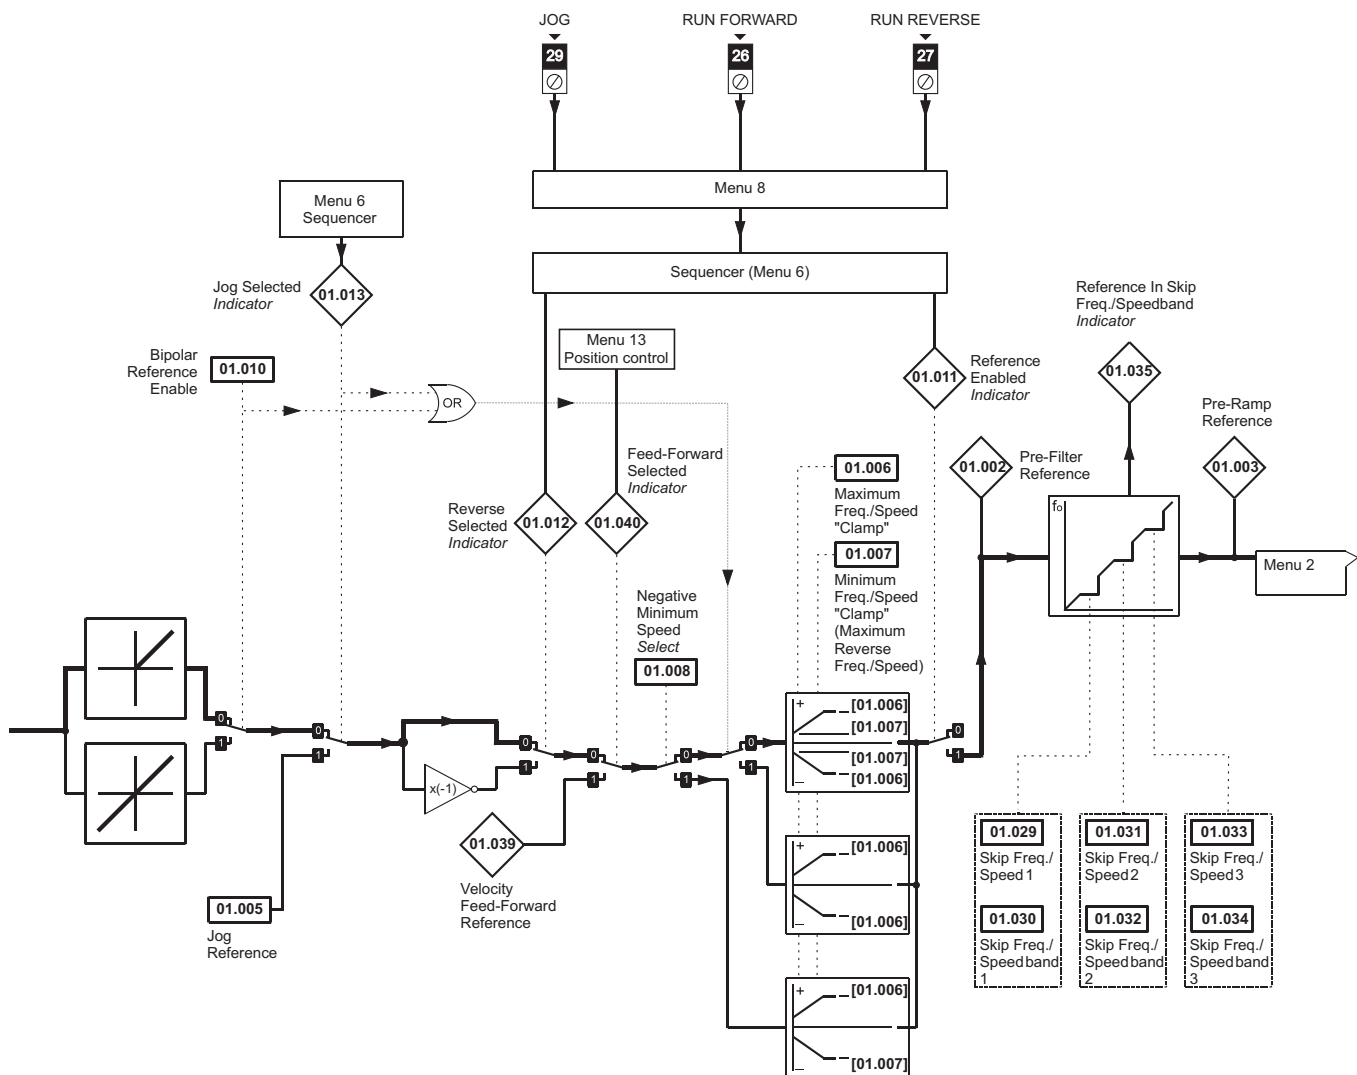 JOG
RUN FORWARD
RUN REVERSE
29
26
27
Menu 8
Menu 6
Sequencer
Sequencer (Menu 6)
Jog Selected
Indicator
01.013
Reference In Skip
Freq./Speedband
Indicator
Menu 13
Position control
Bipolar
Reference
Enable
01.010
01.011
Reference
Enabled
Indicator
01.035
OR
Pre-Ramp
Reference
Feed-Forward
Selected
Indicator
01.006
Maximum
Freq./Speed
"Clamp"
01.002
Pre-Filter
Reference
01.003
Reverse
Selected
Indicator
01.012
01.040
fo
01.007
Minimum
Freq./Speed
"Clamp"
(Maximum
Reverse
Freq./Speed)
Menu 2
Negative
Minimum
Speed
Select
01.008
0
1
0
1
x(-1)
0
1
0
1
0
1
0
1
+
[01.006]
[01.007]
[01.007]
[01.006]
_
0
1
01.039
Velocity
Feed-Forward
Reference
+
[01.006]
[01.006]
_
01.029
Skip Freq./
Speed 1
01.031
Skip Freq./
Speed 2
01.033
Skip Freq./
Speed 3
01.005
Jog
Reference
01.030
Skip Freq./
Speed band
1
01.032
Skip Freq./
Speed band
2
01.034
Skip Freq./
Speed band
3
+
[01.006]
[01.007]
_